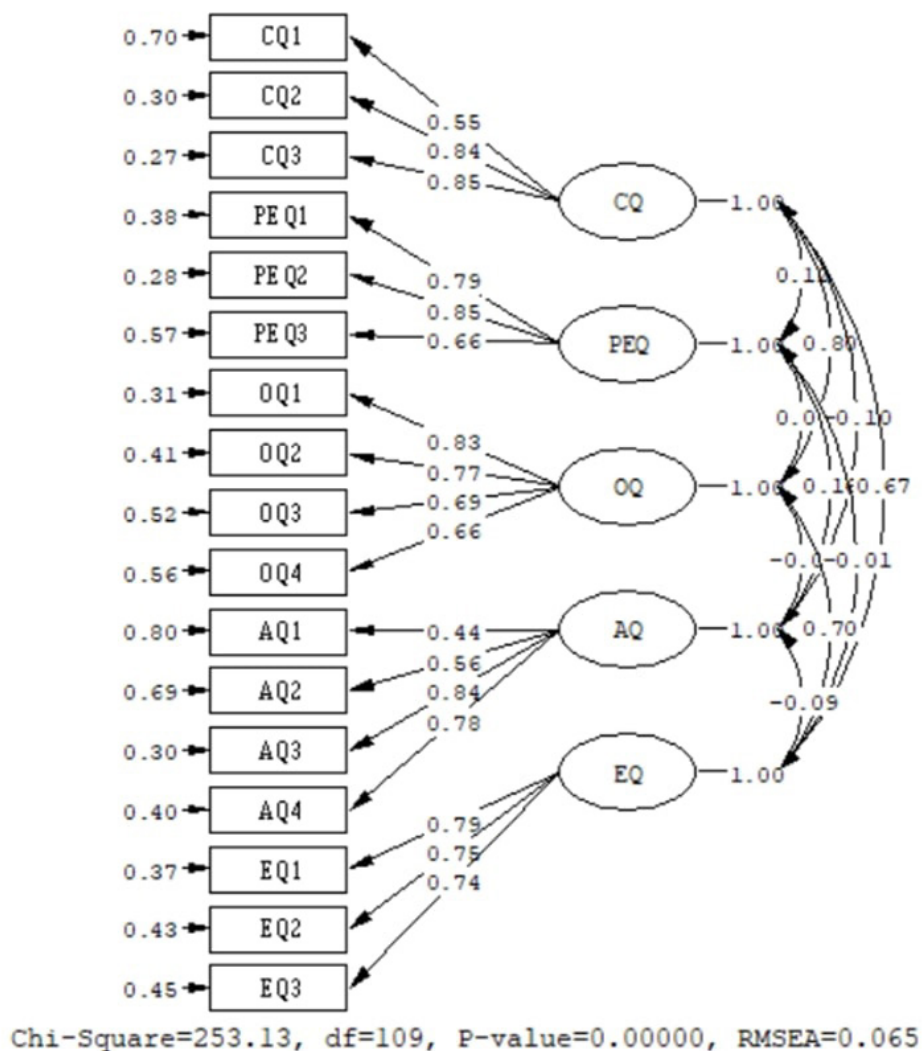 0.70 CQ1
0.30 CQ2
0.27 CQ3
0.38 PEQ1
0.28 PEQ2
0.57 PEQ3
0.31 OQ1
0.41 OQ2
0.52 OQ3
0.56 OQ4
0.80 AQ1
0.69 AQ2
0.30 AQ3
0.40 AQ4
0.37 EQ1
0.43 EQ2
0.45 EQ3
0.55
0.84
0.85
0.79
0.85
0.66
0.83
0.77
0.69
0.66
0.44
0.56
0.84
0.78
0.79
0.75
0.74
CQ 1.00
PEQ 1.00
OQ 1.00
AQ 1.00
EQ 1.00
0.80
-0.10
0.67
-0.01
0.70
-0.09
Chi-Square=253.13, df=109, P-value=0.00000, RMSEA=0.065